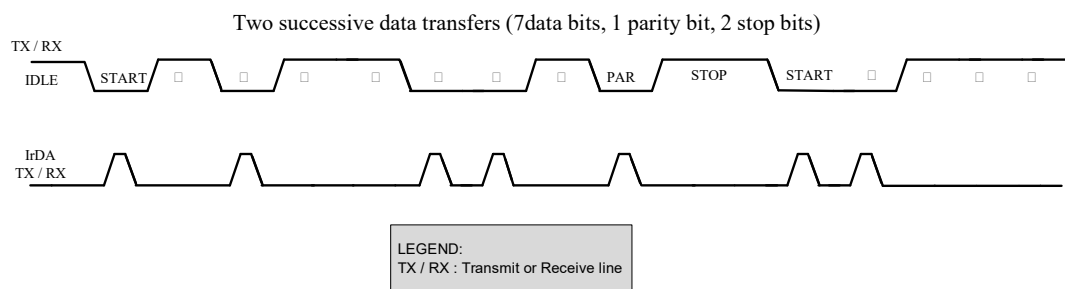 Two successive data transfers (7data bits, 1 parity bit, 2 stop bits)
TX / RX
IDLE
START
PAR
STOP
START
IrDA
TX / RX
LEGEND:
TX / RX : Transmit or Receive line